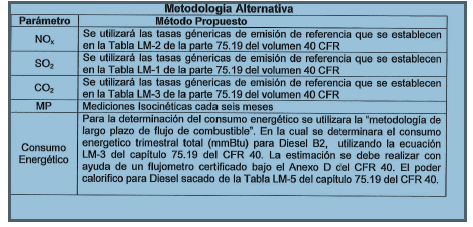 Metodología Alternativa
Parámetro
Método Propuesto
NOx
Se utilizará las tasas génericas de emisión de referencia que se establecen
en la Tabla LM-2 de la parte 75.19 del volumen 40 CFR
SO2
Se utilizará las tasas génericas de emisión de referencia que se establecen
en la Tabla LM-1 de la parte 75.19 del volumen 40 CFR
CO2
Se utilizará las tasas génericas de emisión de referencia que se establecen
en la Tabla LM-3 de la parte 75.19 del volumen 40 CFR
MP
Mediciones Isocinéticas cada seis meses
Consumo
Energético
Para la determinación del consumo energético se utilizara la “metodología de
largo plazo de flujo de combustible”. En la cual se determinara el consumo
energetico trimestral total (mmBtu) para Diesel B2, utilizando la ecuación
LM-3 del capítulo 75.19 del CFR 40. La estimación se debe realizar con
ayuda de un flujometro certificado bajo el Anexo D del CFR 40. El poder
calorifico para Diesel sacado de la Tabla LM-5 del capítulo 75.19 del CFR 40.